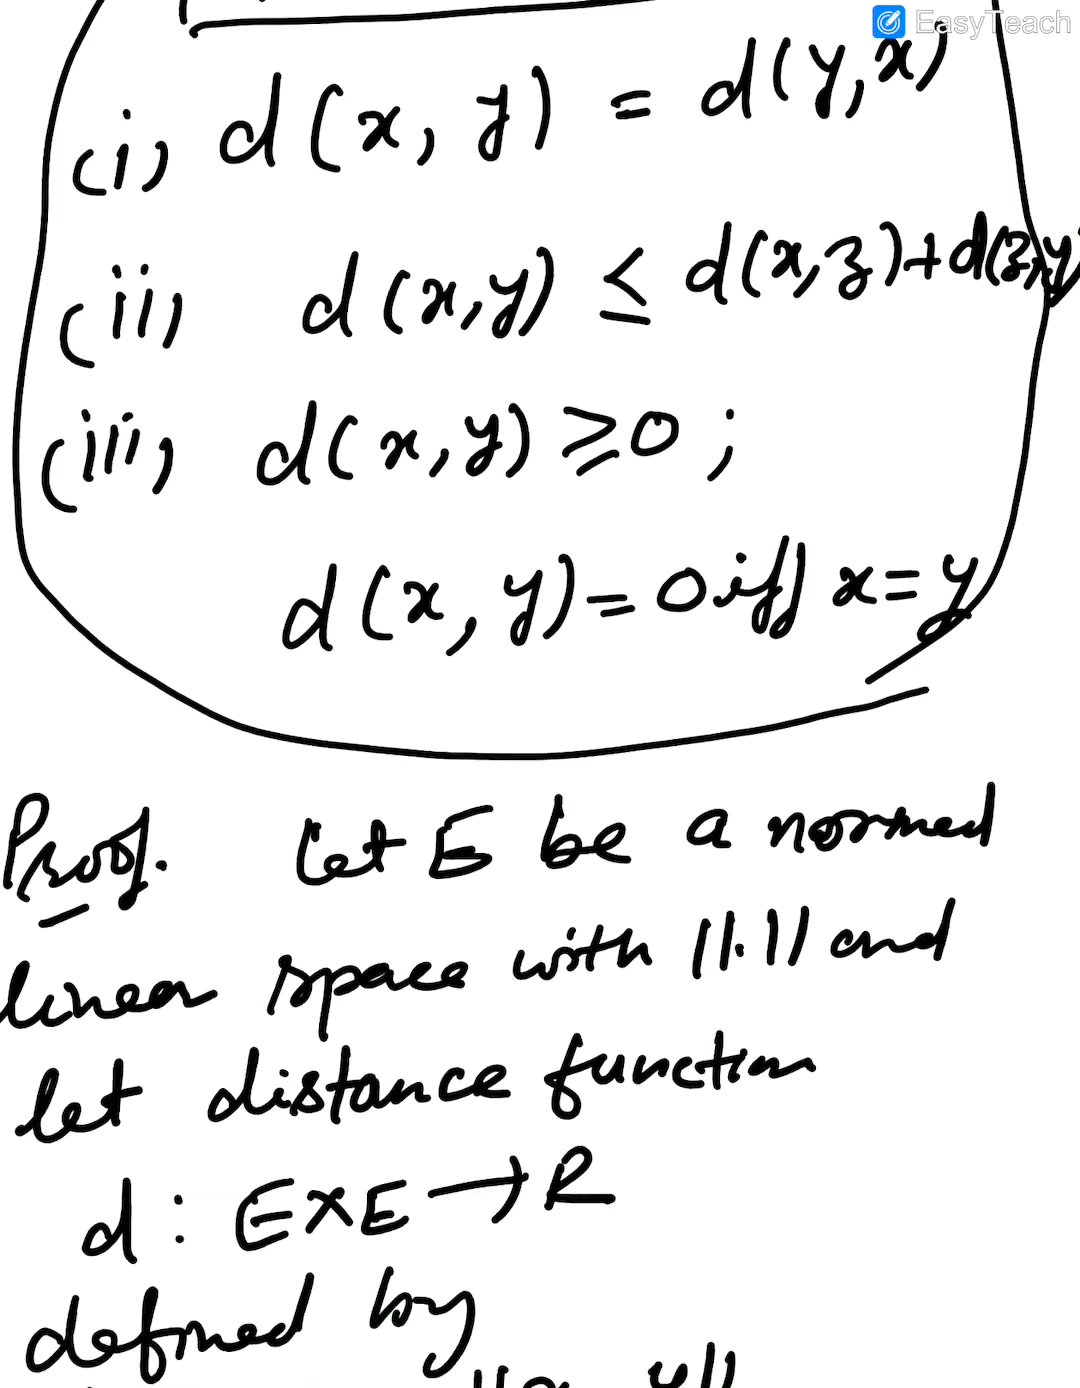 EasyTeach
(i) d(x, y) = d(y, x)
(ii) d(x,y) ≤ d(x,z)+d(z,y)
(iii) d(x,y) ≥0 ;
d(x, y)=0 iff x=y
Proof. Let E be a normed
linear space with ||.|| and
let distance function
d : E×E→R
defined by